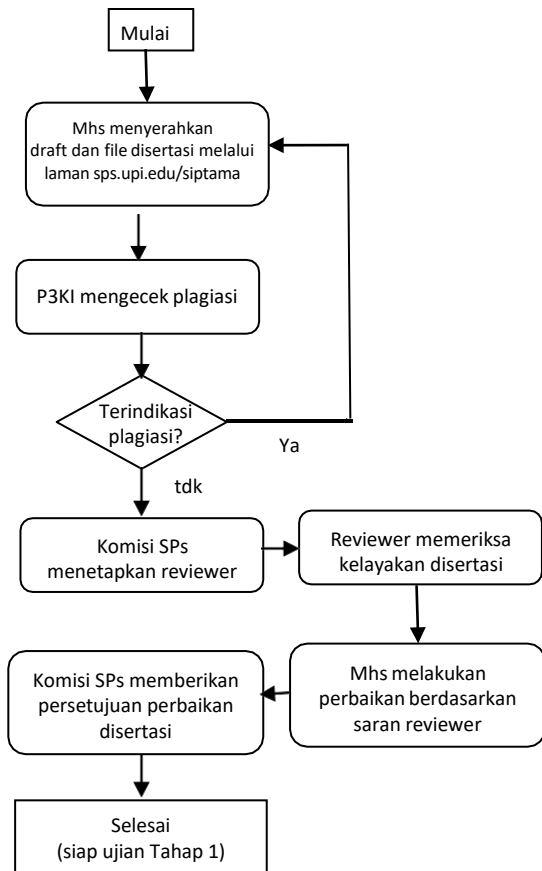 Mulai
Mhs menyerahkan
draft dan file disertasi melalui
laman sps.upi.edu/siptama
P3KI mengecek plagiasi
Terindikasi
plagiasi?
Ya
tdk
Komisi SPs
menetapkan reviewer
Reviewer memeriksa
kelayakan disertasi
Mhs melakukan
perbaikan berdasarkan
saran reviewer
Komisi SPs memberikan
persetujuan perbaikan
disertasi
Selesai
(siap ujian Tahap 1)